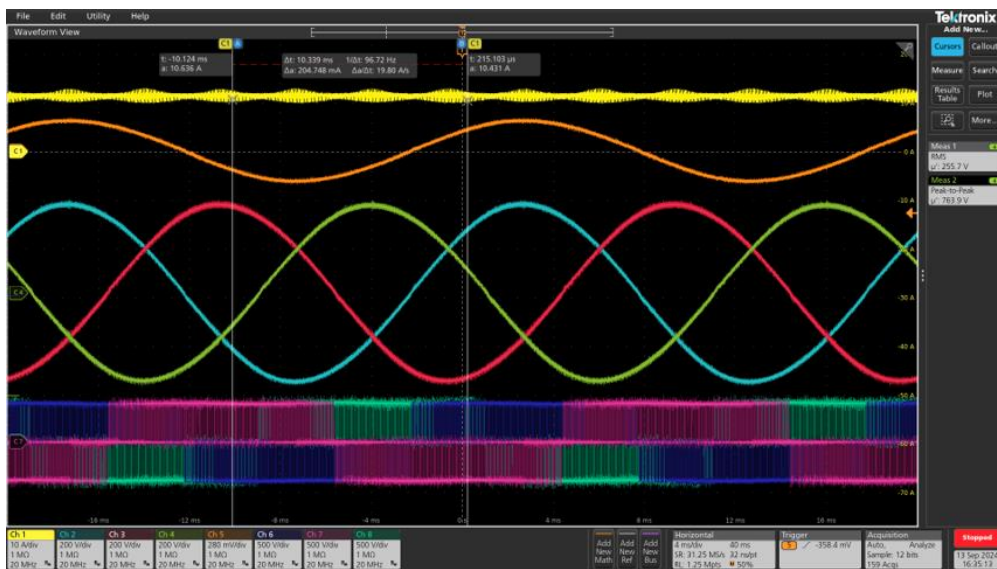 File Edit Utility Help
Tektronix
Waveform View
Add New...
Cursors Callout
Measure Search
Results Table Plot
More...
C1
C1
t: -10.124 ms
a: 10.636 A
Δt: 10.339 ms 1/Δt: 96.72 Hz
Δa: 204.748 mA Δa/Δt: 19.80 A/s
t: 215.103 µs
a: 10.431 A
C1
0 A
-10 A
C4
-30 A
-40 A
-50 A
C7
-60 A
-70 A
-16 ms -12 ms -8 ms -4 ms 0 s 4 ms 8 ms 12 ms 16 ms
Meas 1
RMS
µ': 255.7 V
Meas 2
Peak-to-Peak
µ': 763.9 V
Ch 1
10 A/div
1 MΩ
20 MHz
Ch 2
200 V/div
1 MΩ
20 MHz
Ch 3
200 V/div
1 MΩ
20 MHz
Ch 4
200 V/div
1 MΩ
20 MHz
Ch 5
280 mV/div
1 MΩ
20 MHz
Ch 6
500 V/div
1 MΩ
20 MHz
Ch 7
500 V/div
1 MΩ
20 MHz
Ch 8
500 V/div
1 MΩ
20 MHz
Add New Math
Add New Ref
Add New Bus
Horizontal
4 ms/div 40 ms
SR: 31.25 MS/s 32 ns/pt
RL: 1.25 Mpts 50%
Trigger
5 -358.4 mV
Acquisition
Auto, Analyze
Sample: 12 bits
159 Acqs
Stopped
13 Sep 2024
16:35:13